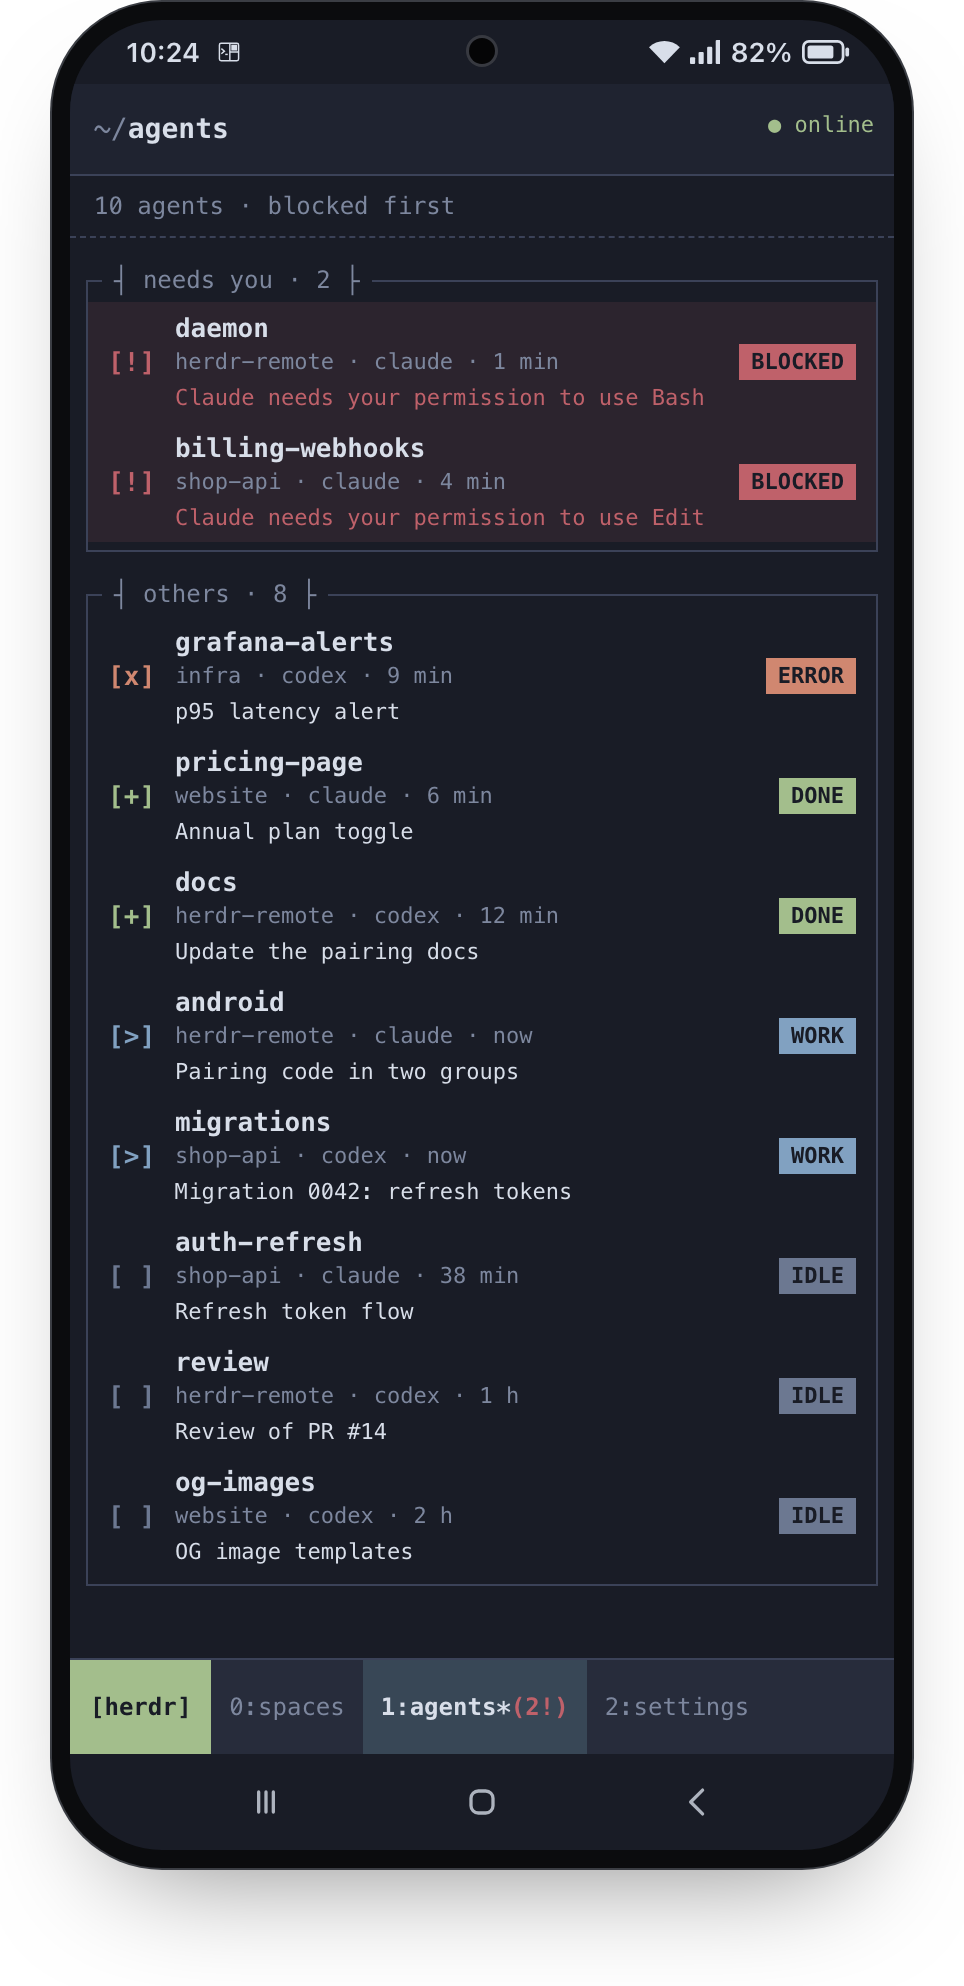 10:24 82%
~/agents ● online
10 agents · blocked first
┤ needs you · 2 ├
daemon
[!] herdr-remote · claude · 1 min BLOCKED
Claude needs your permission to use Bash
billing-webhooks
[!] shop-api · claude · 4 min BLOCKED
Claude needs your permission to use Edit
┤ others · 8 ├
grafana-alerts
[x] infra · codex · 9 min ERROR
p95 latency alert
pricing-page
[+] website · claude · 6 min DONE
Annual plan toggle
docs
[+] herdr-remote · codex · 12 min DONE
Update the pairing docs
android
[>] herdr-remote · claude · now WORK
Pairing code in two groups
migrations
[>] shop-api · codex · now WORK
Migration 0042: refresh tokens
auth-refresh
[ ] shop-api · claude · 38 min IDLE
Refresh token flow
review
[ ] herdr-remote · codex · 1 h IDLE
Review of PR #14
og-images
[ ] website · codex · 2 h IDLE
OG image templates
[herdr] 0:spaces 1:agents*(2!) 2:settings